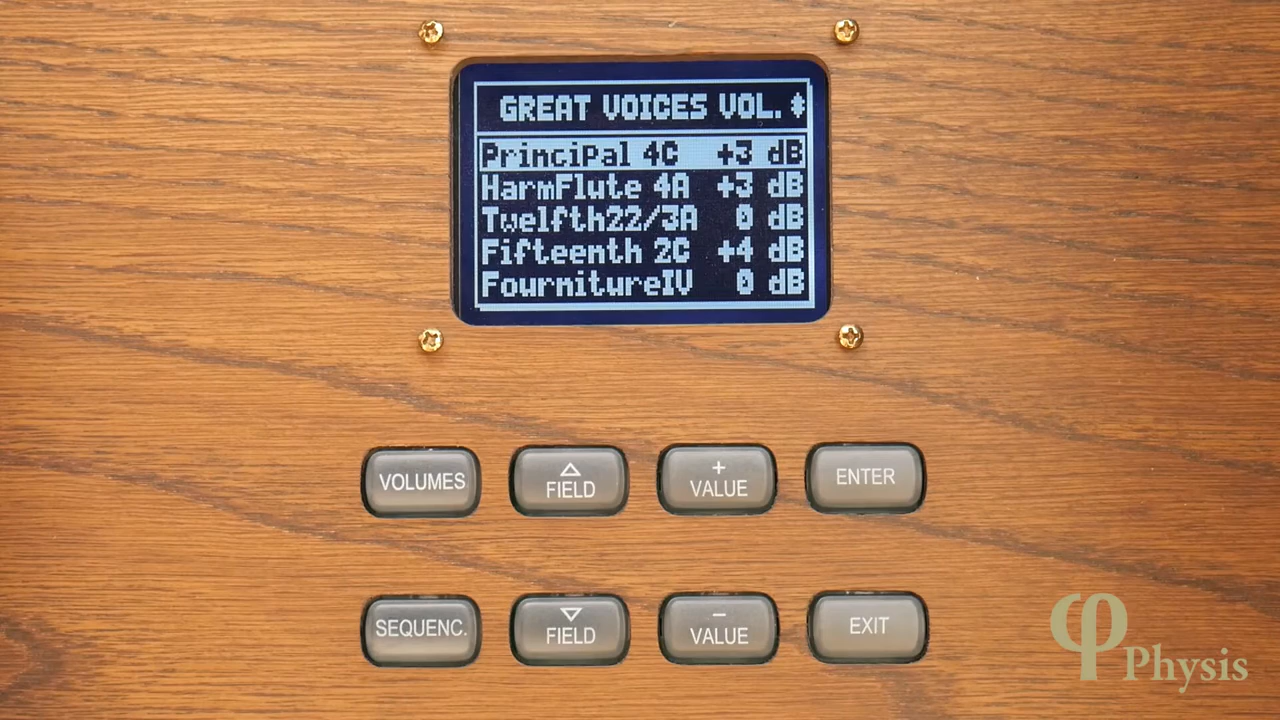 GREAT VOICES VOL.
PrinciPal 4C +3 dB
HarmFlute 4A +3 dB
Twelfth22/3A 0 dB
Fifteenth 2C +4 dB
FournitureIV 0 dB
VOLUMES
△ FIELD
+ VALUE
ENTER
SEQUENC.
▽ FIELD
− VALUE
EXIT
φ Physis